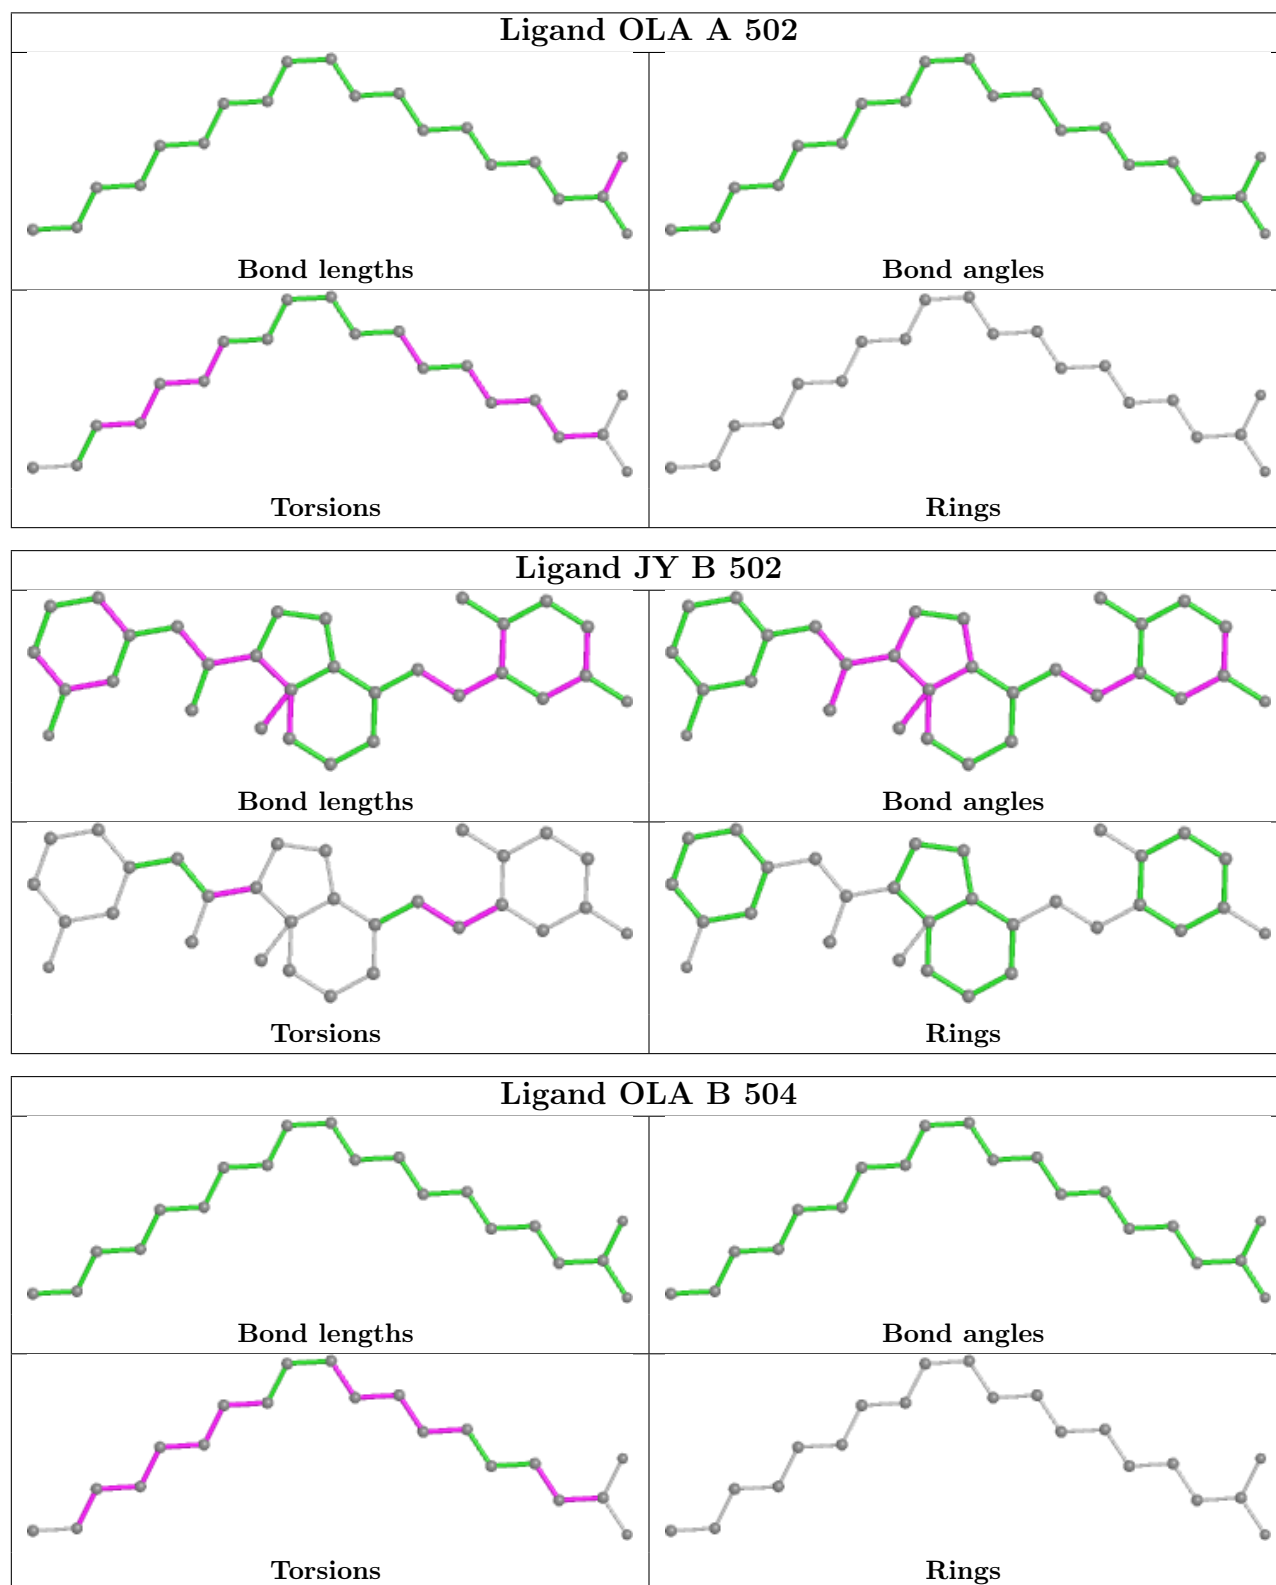 Ligand OLA A 502
Bond lengths
Bond angles
Torsions
Rings
Ligand JY B 502
Bond lengths
Bond angles
Torsions
Rings
Ligand OLA B 504
Bond lengths
Bond angles
Torsions
Rings